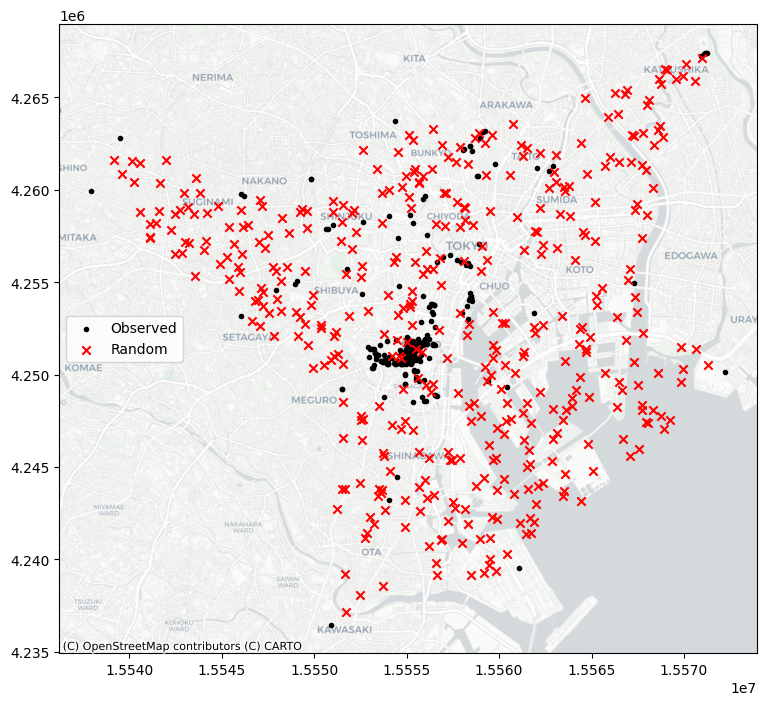 1e6
KITA
NERIMA
KATSUSHIKA
4.265
ARAKAWA
TOSHIMA
BUNKYO
TAITO
SHINO
4.260
NAKANO
SUGINAMI
SUMIDA
SHINJUKU
CHIYODA
MITAKA
TOKYO
EDOGAWA
4.255
KOTO
SHIBUYA
CHUO
URAY
Observed
SETAGAYA
Random
KOMAE
4.250
MEGURO
4.245
SHINAGAWA
MIYAMAE
WARD
NAKAHARA
WARD
4.240
OTA
SAIWAI
WARD
TSUZUKI
WARD
KOHOKU
WARD
KAWASAKI
(C) OpenStreetMap contributors (C) CARTO
4.235
1.5540
1.5545
1.5550
1.5555
1.5560
1.5565
1.5570
1e7